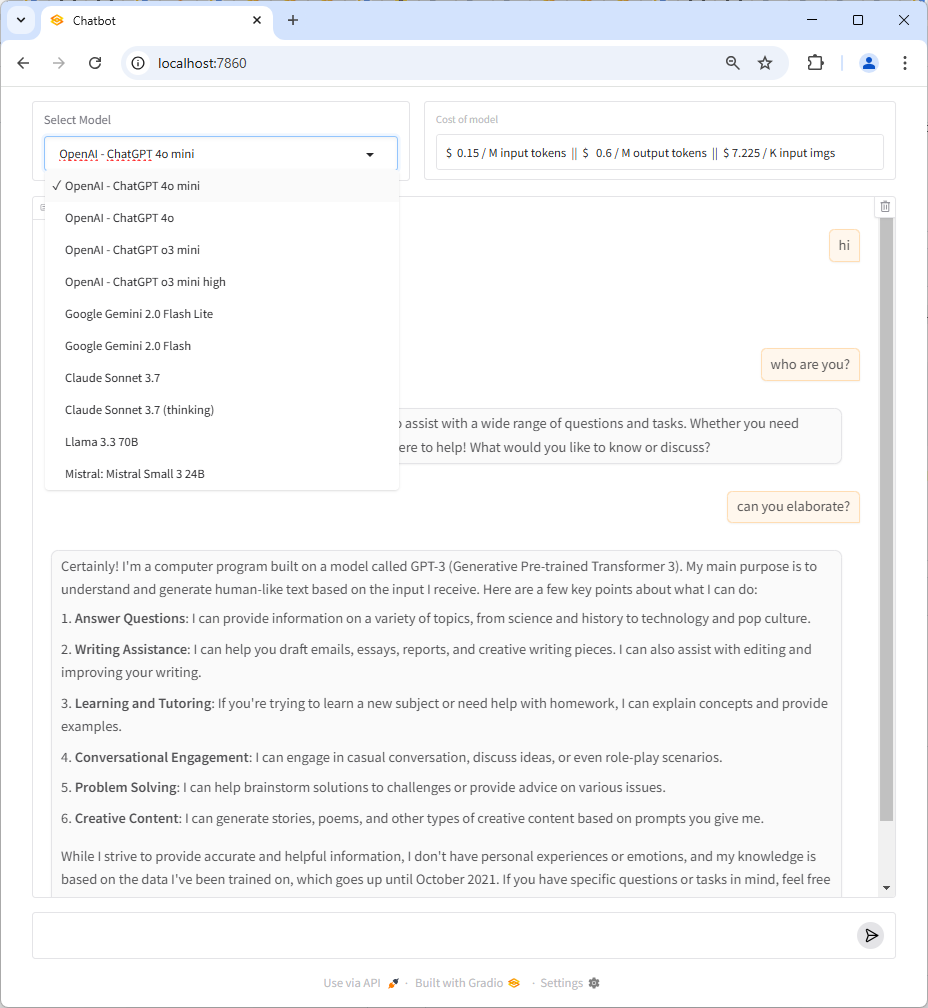 Chatbot
localhost:7860
Select Model
Cost of model
OpenAI - ChatGPT 4o mini
$ 0.15 / M input tokens || $ 0.6 / M output tokens || $ 7.225 / K input imgs
✓ OpenAI - ChatGPT 4o mini
OpenAI - ChatGPT 4o
OpenAI - ChatGPT o3 mini
OpenAI - ChatGPT o3 mini high
Google Gemini 2.0 Flash Lite
Google Gemini 2.0 Flash
Claude Sonnet 3.7
Claude Sonnet 3.7 (thinking)
Llama 3.3 70B
Mistral: Mistral Small 3 24B
hi
who are you?
assist with a wide range of questions and tasks. Whether you need
to help! What would you like to know or discuss?
can you elaborate?
Certainly! I'm a computer program built on a model called GPT-3 (Generative Pre-trained Transformer 3). My main purpose is to
understand and generate human-like text based on the input I receive. Here are a few key points about what I can do:
1. Answer Questions: I can provide information on a variety of topics, from science and history to technology and pop culture.
2. Writing Assistance: I can help you draft emails, essays, reports, and creative writing pieces. I can also assist with editing and
improving your writing.
3. Learning and Tutoring: If you're trying to learn a new subject or need help with homework, I can explain concepts and provide
examples.
4. Conversational Engagement: I can engage in casual conversation, discuss ideas, or even role-play scenarios.
5. Problem Solving: I can help brainstorm solutions to challenges or provide advice on various issues.
6. Creative Content: I can generate stories, poems, and other types of creative content based on prompts you give me.
While I strive to provide accurate and helpful information, I don't have personal experiences or emotions, and my knowledge is
based on the data I've been trained on, which goes up until October 2021. If you have specific questions or tasks in mind, feel free
Use via API · Built with Gradio · Settings